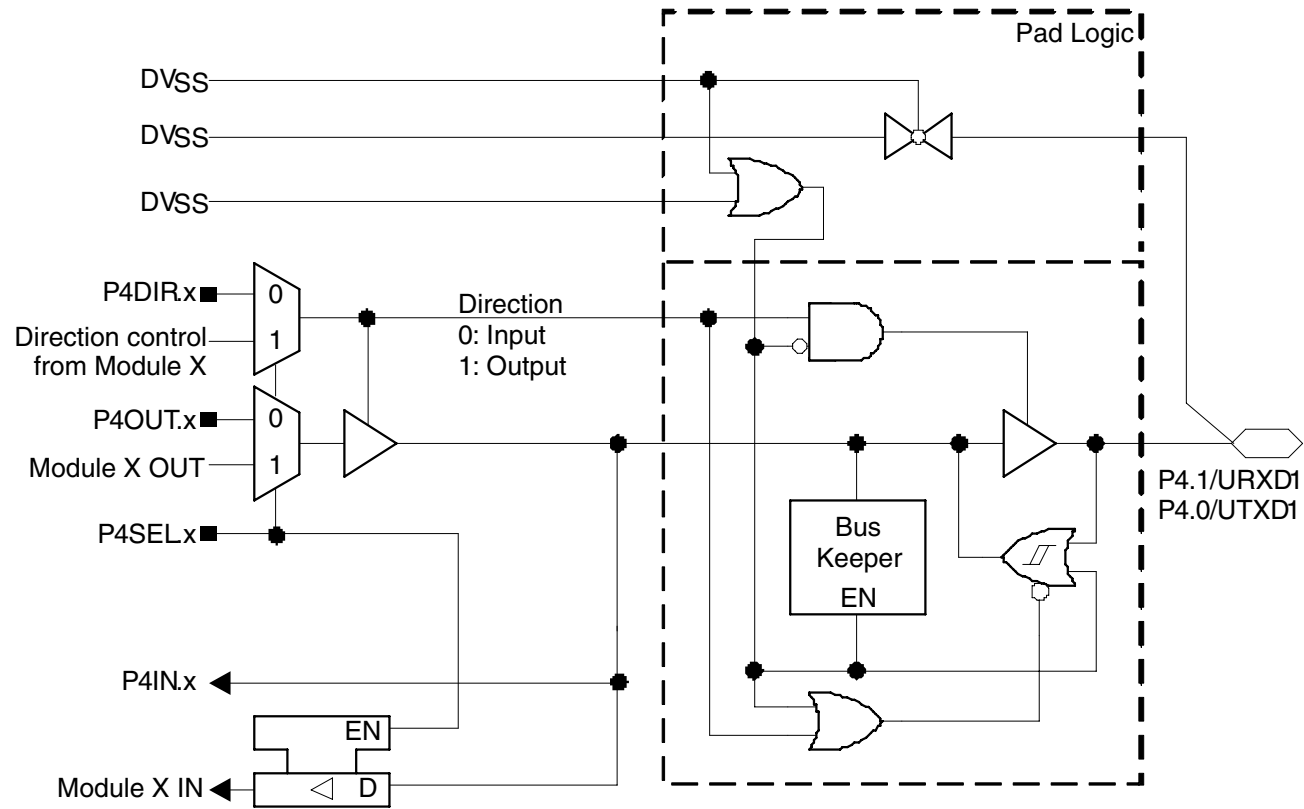 Pad Logic
DVSS
DVSS
DVSS
P4DIR.x
0
Direction control
from Module X
1
Direction
0: Input
1: Output
P4OUT.x
0
Module X OUT
1
P4SEL.x
P4.1/URXD1
P4.0/UTXD1
Bus
Keeper
EN
P4IN.x
EN
Module X IN
D